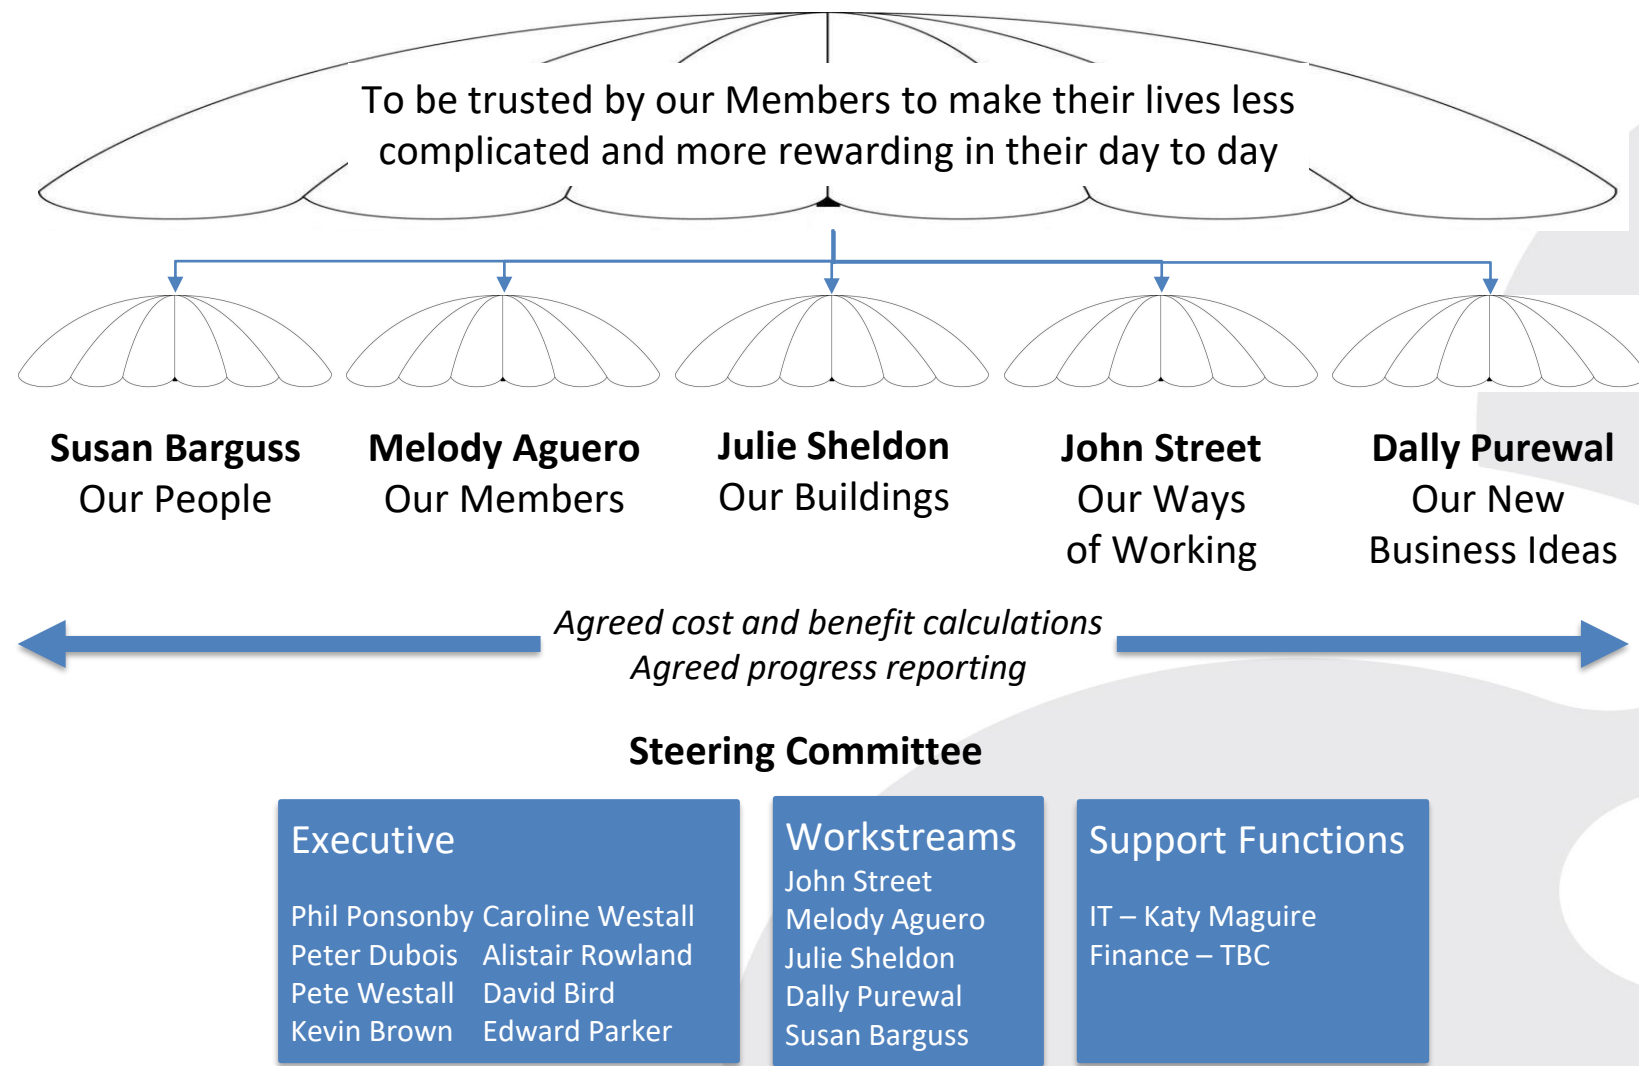 To be trusted by our Members to make their lives less
complicated and more rewarding in their day to day
Susan Barguss
Our People
Melody Aguero
Our Members
Julie Sheldon
Our Buildings
John Street
Our Ways
of Working
Dally Purewal
Our New
Business Ideas
Agreed cost and benefit calculations
Agreed progress reporting
Steering Committee
Executive
Phil Ponsonby Caroline Westall
Peter Dubois Alistair Rowland
Pete Westall David Bird
Kevin Brown Edward Parker
Workstreams
John Street
Melody Aguero
Julie Sheldon
Dally Purewal
Susan Barguss
Support Functions
IT – Katy Maguire
Finance – TBC